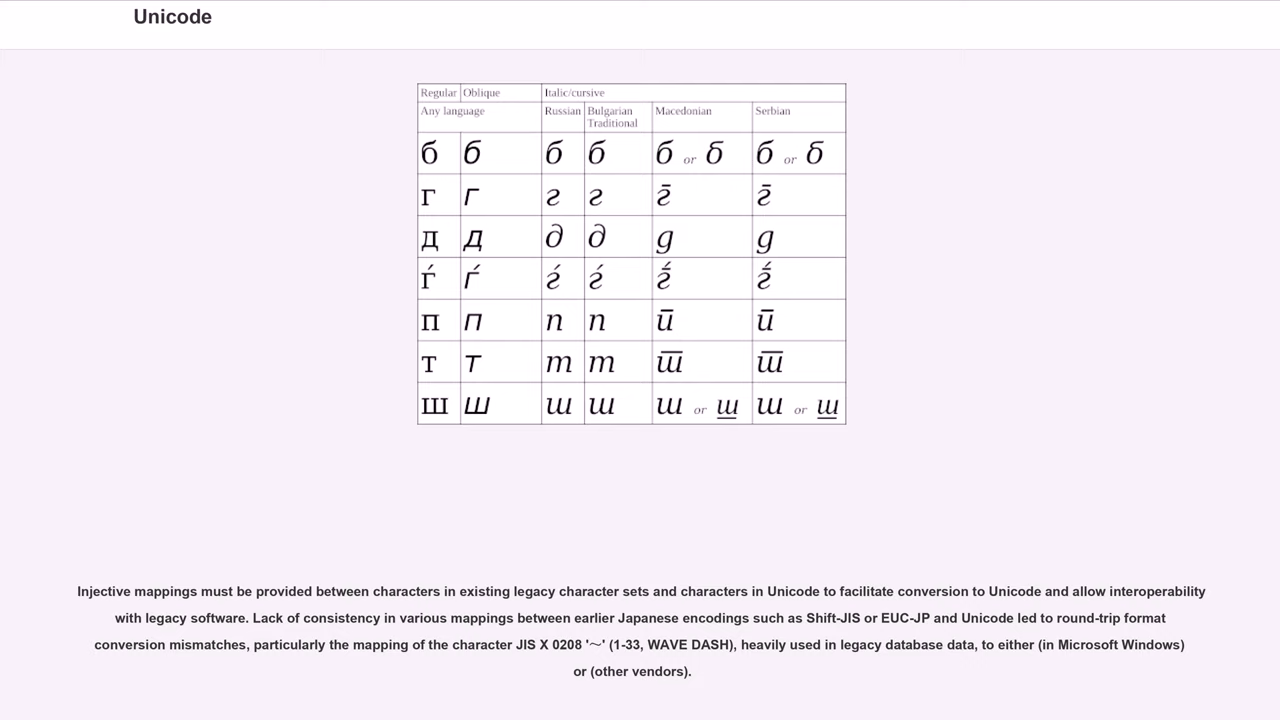 Unicode
Regular Oblique Italic/cursive
Any language Russian Bulgarian Traditional Macedonian Serbian
б б б б б or б б or б
г г г г г̄ г̄
д д д д g g
ѓ ѓ ѓ ѓ ѓ̄ ѓ̄
п п п п ӣ ӣ
т т т т ш̄ ш̄
ш ш ш ш ш or ш̲ ш or ш̲
Injective mappings must be provided between characters in existing legacy character sets and characters in Unicode to facilitate conversion to Unicode and allow interoperability
with legacy software. Lack of consistency in various mappings between earlier Japanese encodings such as Shift-JIS or EUC-JP and Unicode led to round-trip format
conversion mismatches, particularly the mapping of the character JIS X 0208 '～' (1-33, WAVE DASH), heavily used in legacy database data, to either (in Microsoft Windows)
or (other vendors).